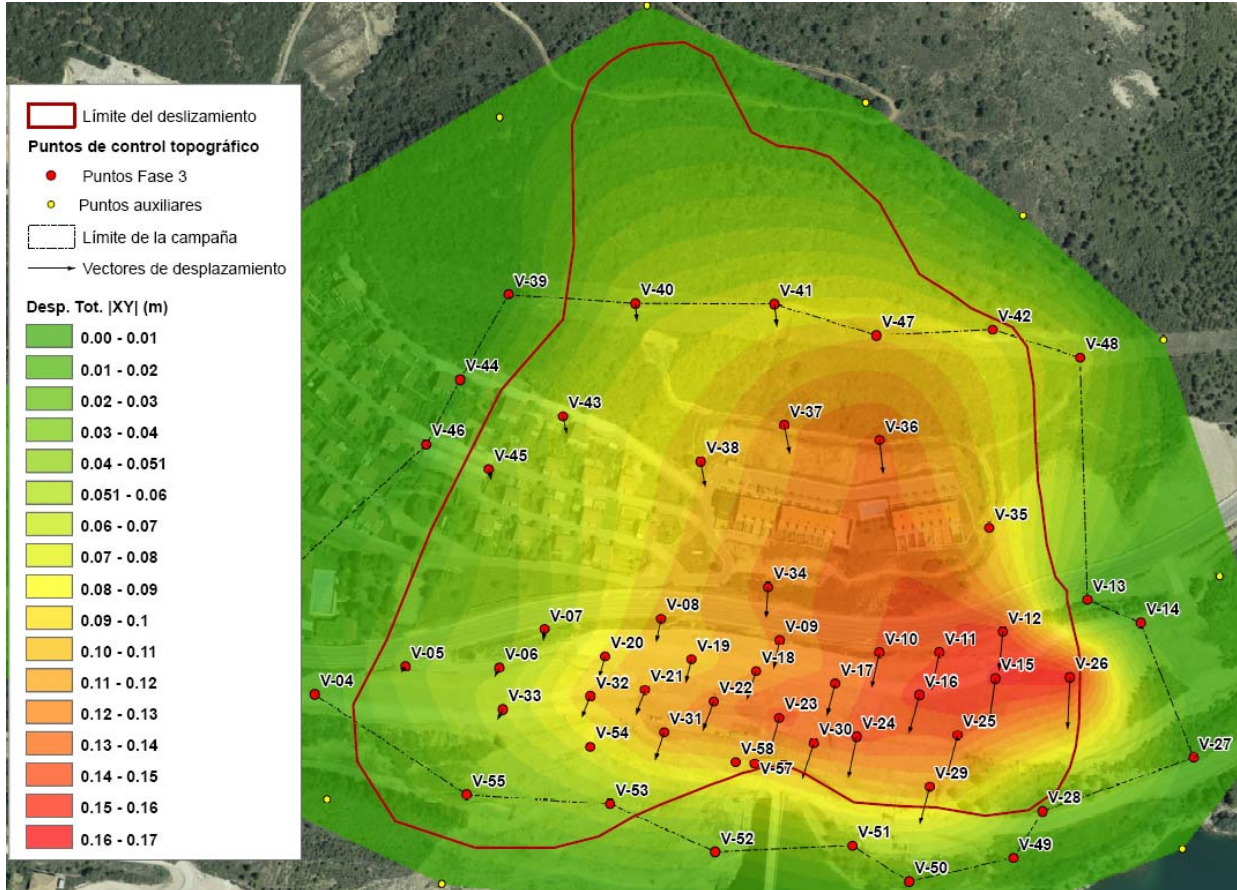 Límite del deslizamiento
Puntos de control topográfico
Puntos Fase 3
Puntos auxiliares
Límite de la campaña
Vectores de desplazamiento
Desp. Tot. |XY| (m)
0.00 - 0.01
0.01 - 0.02
0.02 - 0.03
0.03 - 0.04
0.04 - 0.051
0.051 - 0.06
0.06 - 0.07
0.07 - 0.08
0.08 - 0.09
0.09 - 0.1
0.10 - 0.11
0.11 - 0.12
0.12 - 0.13
0.13 - 0.14
0.14 - 0.15
0.15 - 0.16
0.16 - 0.17
V-39
V-40
V-41
V-47
V-42
V-48
V-44
V-43
V-37
V-36
V-46
V-45
V-38
V-35
V-34
V-13
V-14
V-08
V-07
V-09
V-12
V-05
V-06
V-20
V-19
V-18
V-10
V-11
V-04
V-33
V-32
V-21
V-22
V-17
V-16
V-15
V-26
V-54
V-31
V-23
V-30
V-24
V-25
V-58
V-57
V-27
V-55
V-53
V-29
V-28
V-52
V-51
V-50
V-49